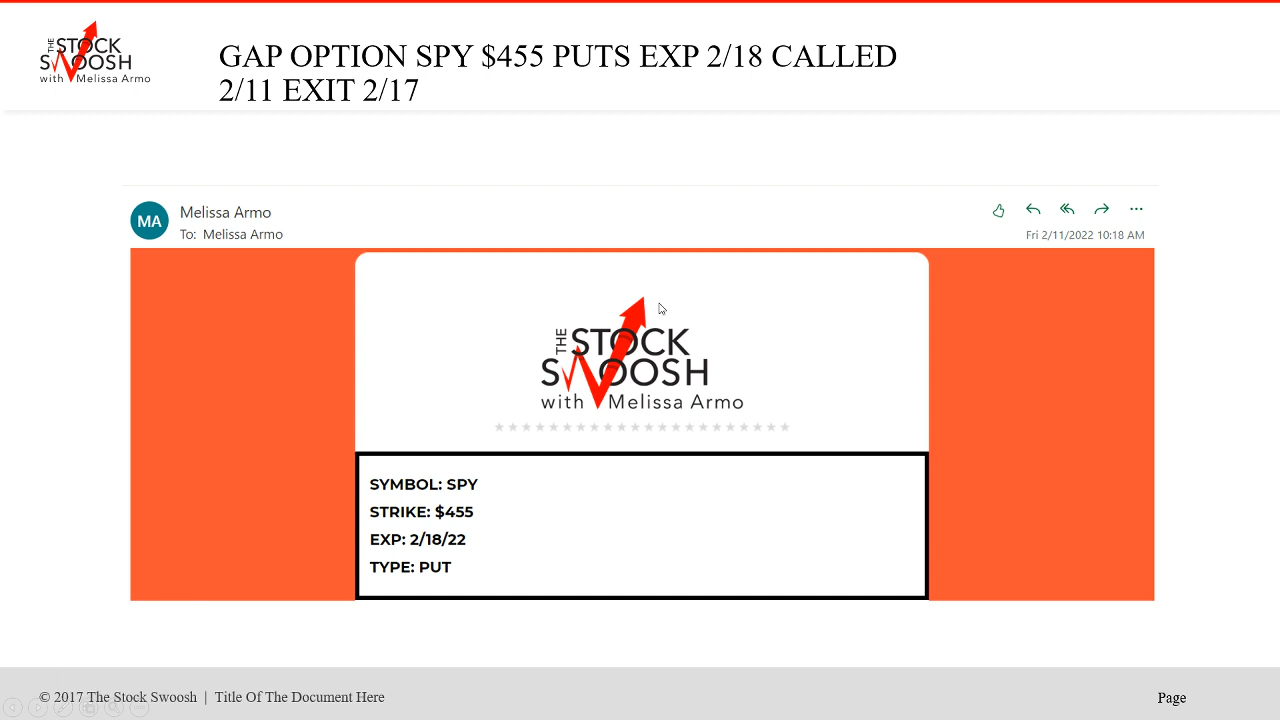 THE
STOCK
SWOOSH
with Melissa Armo
GAP OPTION SPY $455 PUTS EXP 2/18 CALLED
2/11 EXIT 2/17
MA
Melissa Armo
To: Melissa Armo
Fri 2/11/2022 10:18 AM
THE
STOCK
SWOOSH
with Melissa Armo
SYMBOL: SPY
STRIKE: $455
EXP: 2/18/22
TYPE: PUT
© 2017 The Stock Swoosh | Title Of The Document Here
Page